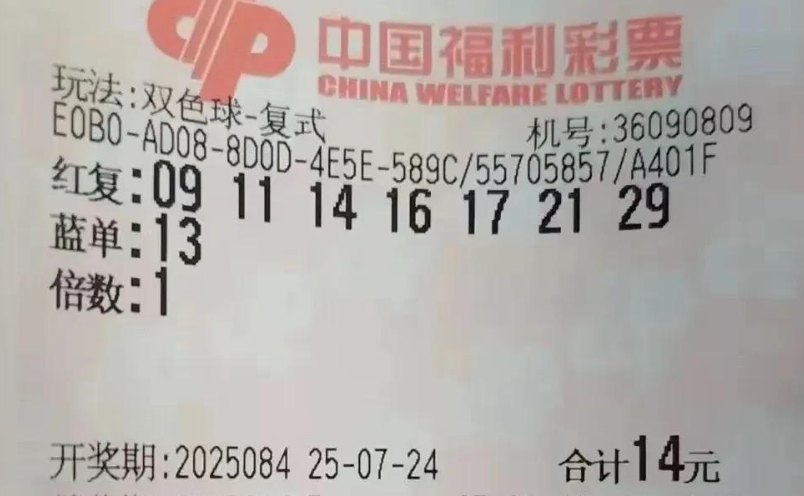 中国福利彩票
CHINA WELFARE LOTTERY
玩法:双色球-复式 机号:36090809
E0B0-AD08-8D0D-4E5E-589C/55705857/A401F
红复:09 11 14 16 17 21 29
蓝单:13
倍数:1
开奖期:2025084 25-07-24 合计14元